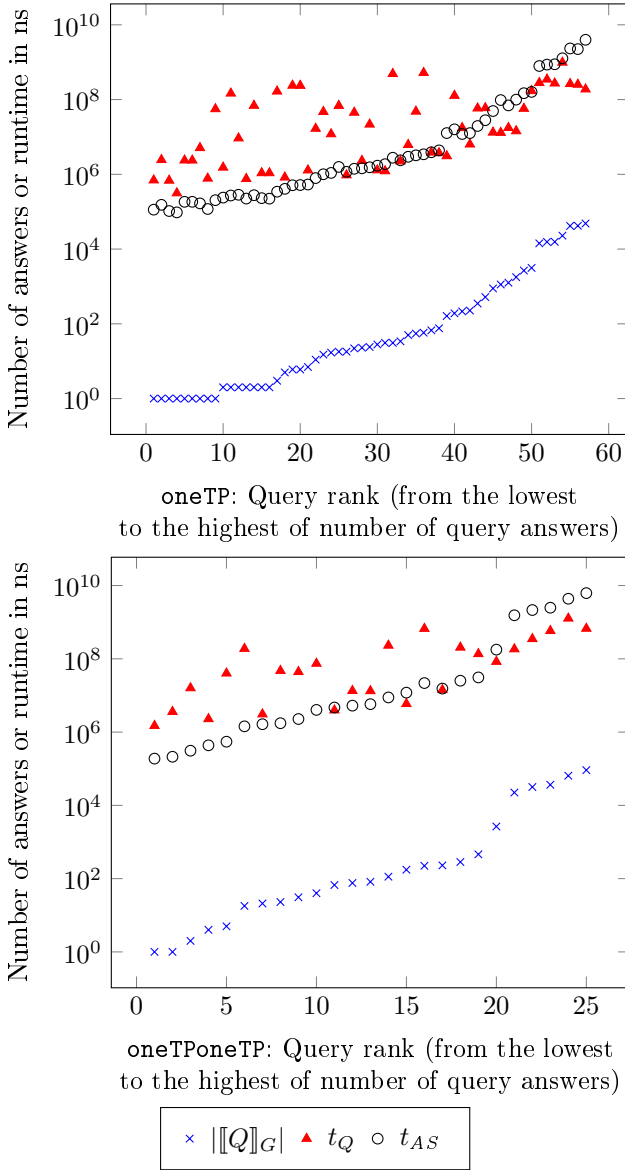 Number of answers or runtime in ns
10^10
10^8
10^6
10^4
10^2
10^0
0 10 20 30 40 50 60
oneTP: Query rank (from the lowest
to the highest of number of query answers)
Number of answers or runtime in ns
10^10
10^8
10^6
10^4
10^2
10^0
0 5 10 15 20 25
oneTPoneTP: Query rank (from the lowest
to the highest of number of query answers)
|⟦Q⟧_G| t_Q t_AS